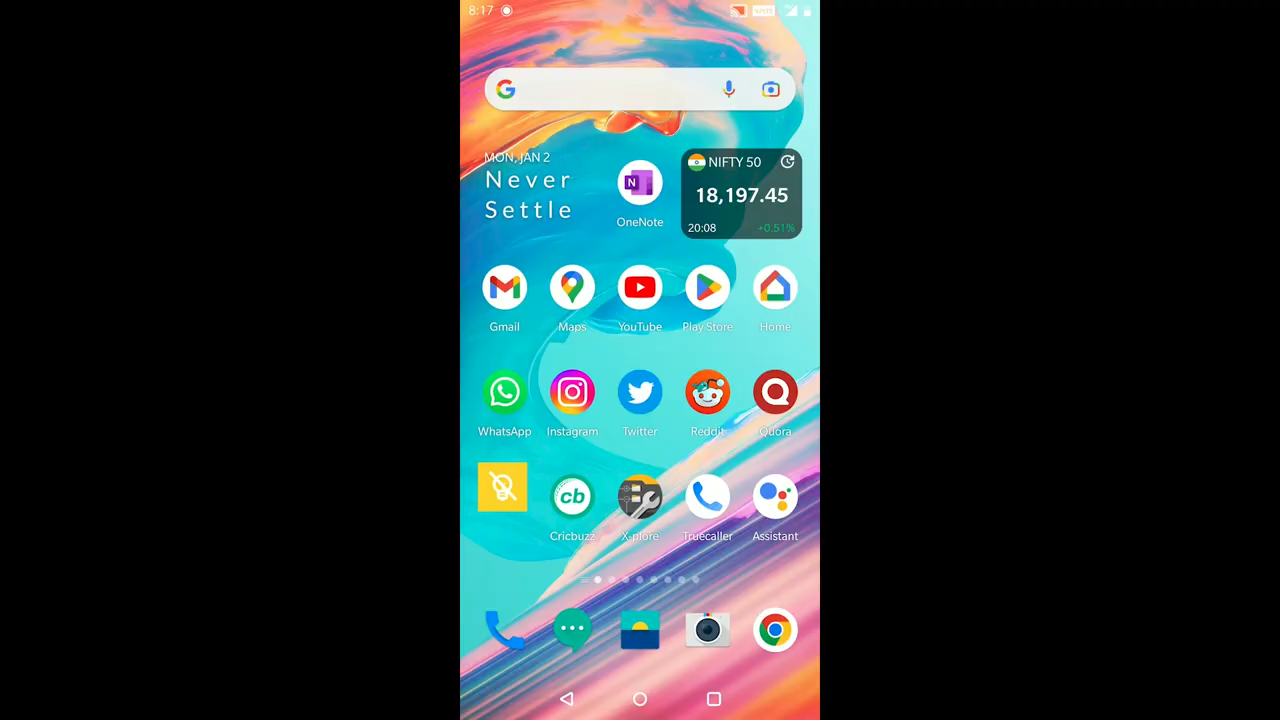 8:17
MON, JAN 2
Never
Settle
OneNote
NIFTY 50
18,197.45
20:08 +0.51%
Gmail Maps YouTube Play Store Home
WhatsApp Instagram Twitter Reddit Quora
cb
Cricbuzz X-plore Truecaller Assistant